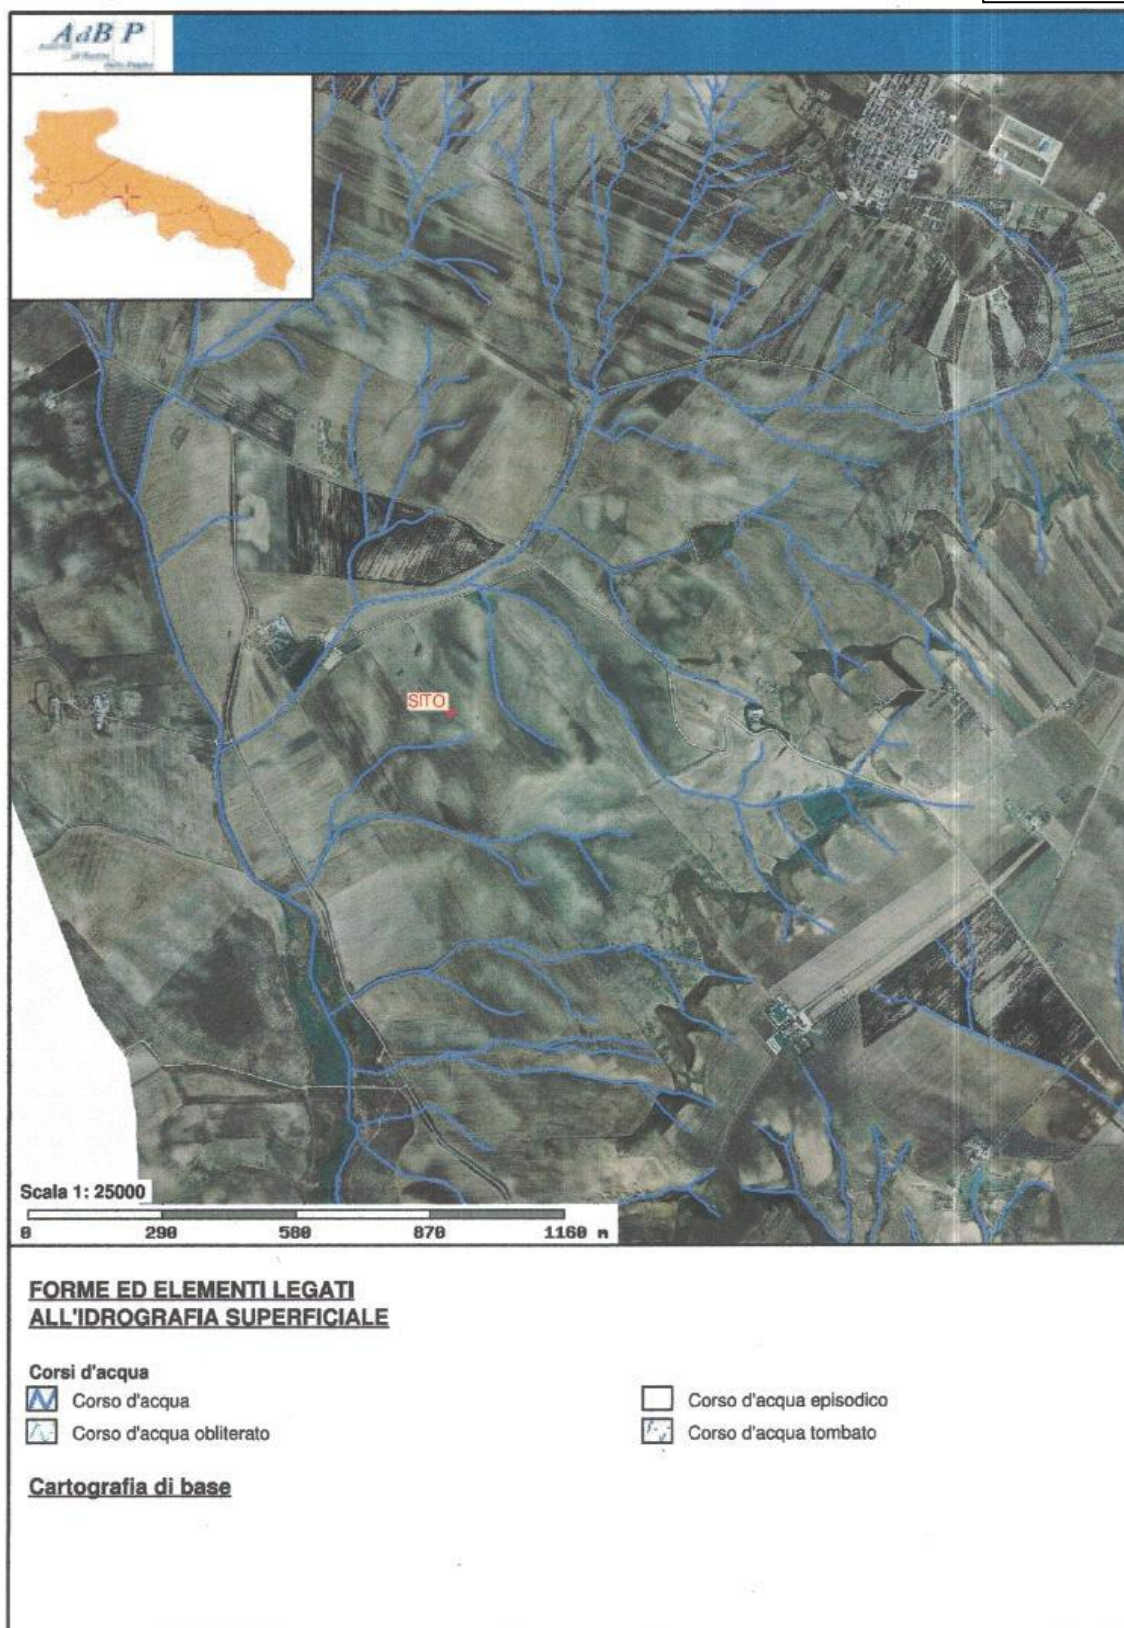 AdB P
SITO
Scala 1: 25000
0 290 580 870 1160 m
FORME ED ELEMENTI LEGATI
ALL'IDROGRAFIA SUPERFICIALE
Corsi d'acqua
Corso d'acqua
Corso d'acqua episodico
Corso d'acqua obliterato
Corso d'acqua tombato
Cartografia di base